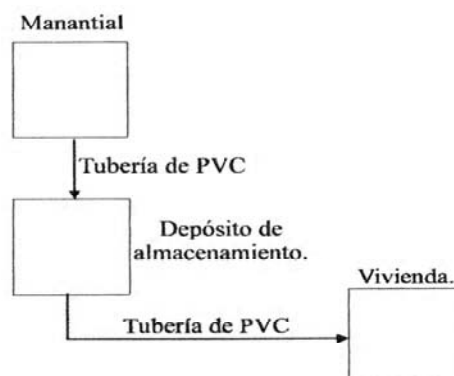 Manantial
Tubería de PVC
Depósito de
almacenamiento.
Vivienda.
Tubería de PVC